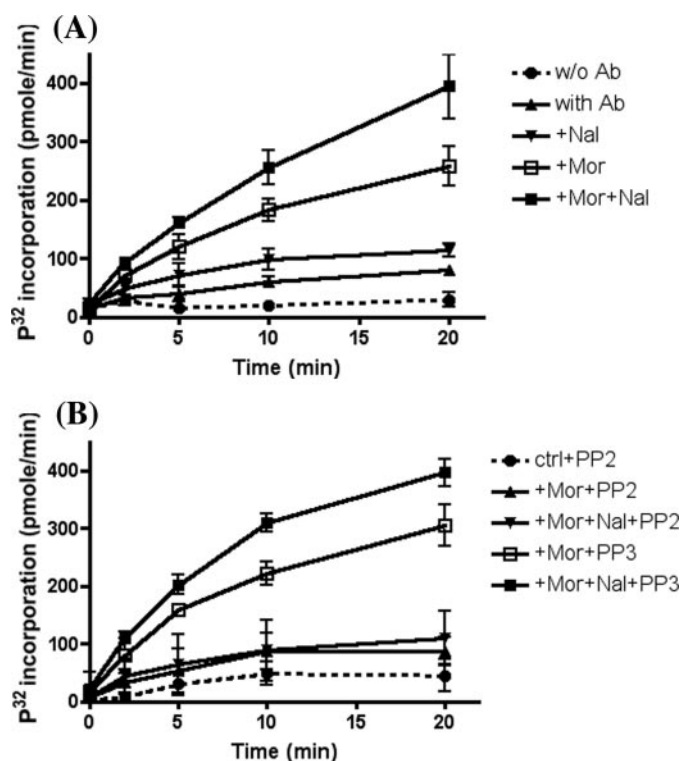 (A)
P³² incorporation (pmole/min)
400
300
200
100
0
0 5 10 15 20
Time (min)
w/o Ab
with Ab
+Nal
+Mor
+Mor+Nal
(B)
P³² incorporation (pmole/min)
400
300
200
100
0
0 5 10 15 20
Time (min)
ctrl+PP2
+Mor+PP2
+Mor+Nal+PP2
+Mor+PP3
+Mor+Nal+PP3